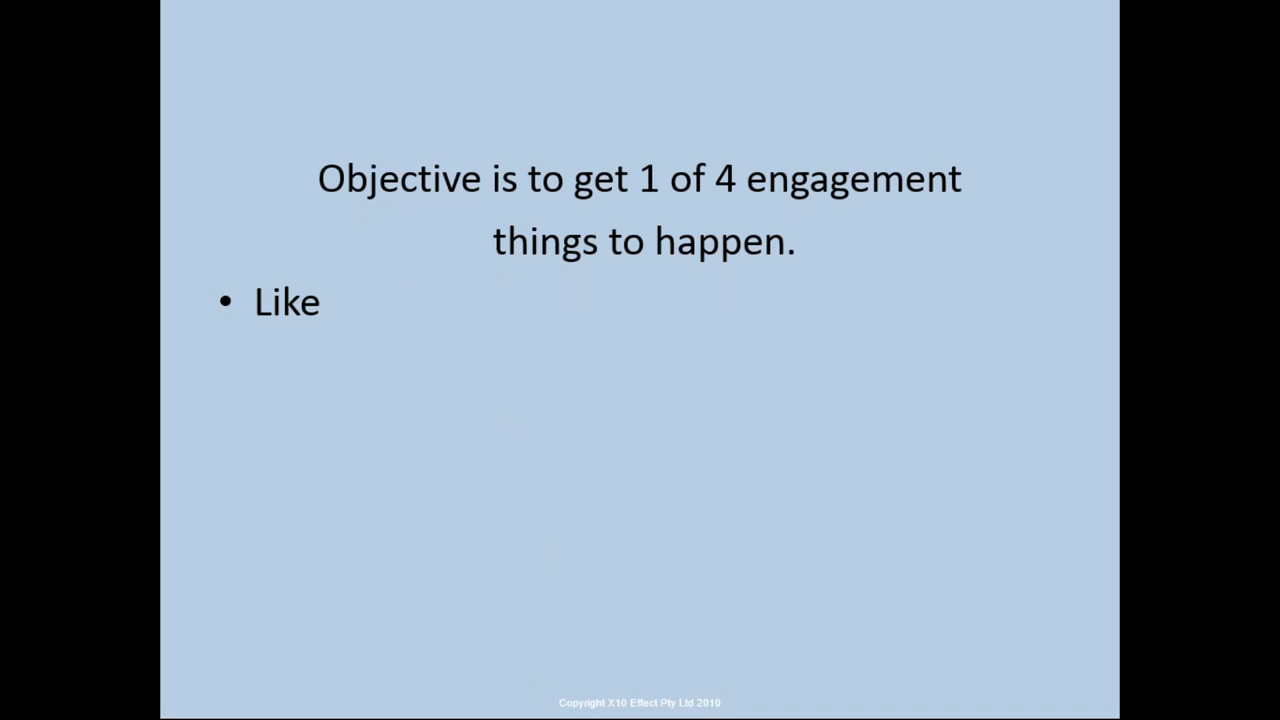 Objective is to get 1 of 4 engagement
things to happen.
• Like
Copyright X10 Effect Pty Ltd 2010